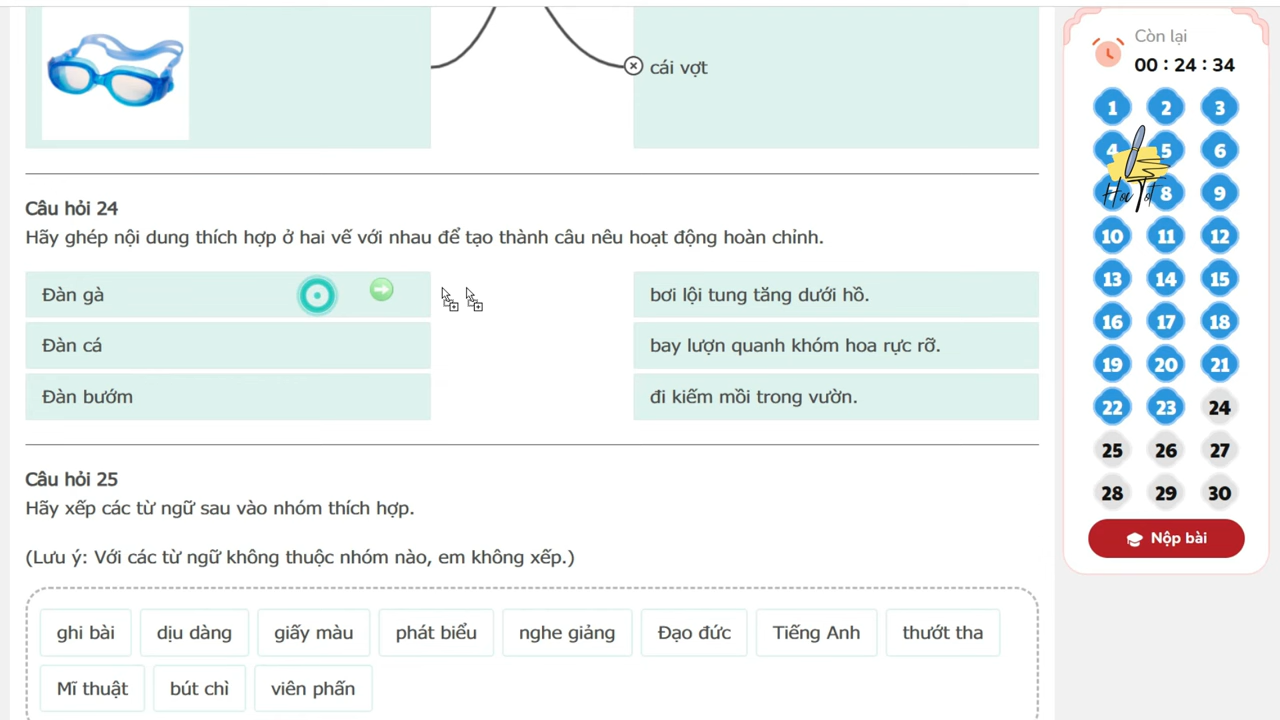 cái vợt
Câu hỏi 24
Hãy ghép nội dung thích hợp ở hai vế với nhau để tạo thành câu nêu hoạt động hoàn chỉnh.
Đàn gà
bơi lội tung tăng dưới hồ.
Đàn cá
bay lượn quanh khóm hoa rực rỡ.
Đàn bướm
đi kiếm mồi trong vườn.
Câu hỏi 25
Hãy xếp các từ ngữ sau vào nhóm thích hợp.
(Lưu ý: Với các từ ngữ không thuộc nhóm nào, em không xếp.)
ghi bài dịu dàng giấy màu phát biểu nghe giảng Đạo đức Tiếng Anh thướt tha
Mĩ thuật bút chì viên phấn
Còn lại
00 : 24 : 34
1 2 3
4 5 6
8 9
Học Tốt
10 11 12
13 14 15
16 17 18
19 20 21
22 23 24
25 26 27
28 29 30
Nộp bài